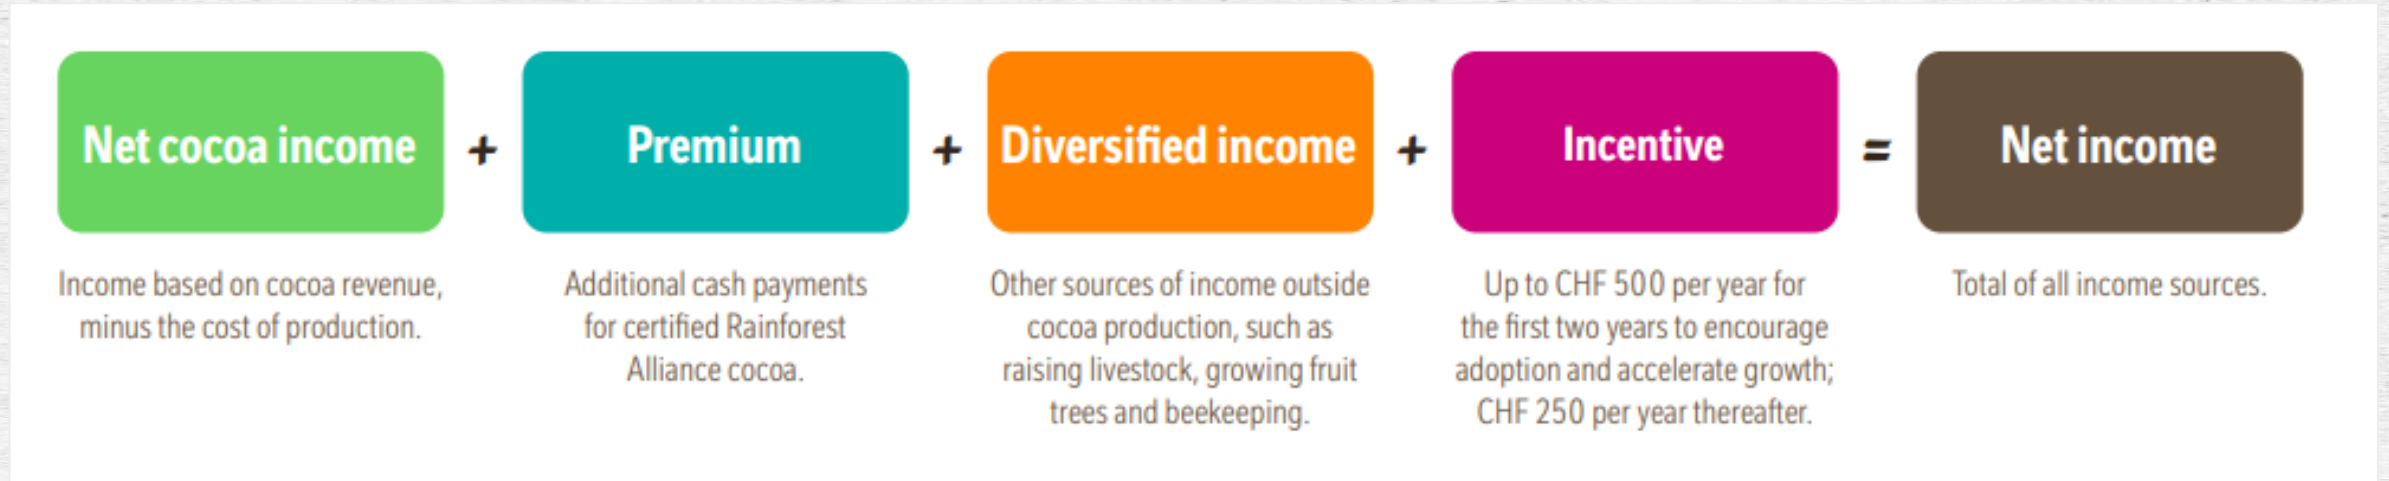 Net cocoa income + Premium + Diversified income + Incentive = Net income
Income based on cocoa revenue,
minus the cost of production.
Additional cash payments
for certified Rainforest
Alliance cocoa.
Other sources of income outside
cocoa production, such as
raising livestock, growing fruit
trees and beekeeping.
Up to CHF 500 per year for
the first two years to encourage
adoption and accelerate growth;
CHF 250 per year thereafter.
Total of all income sources.